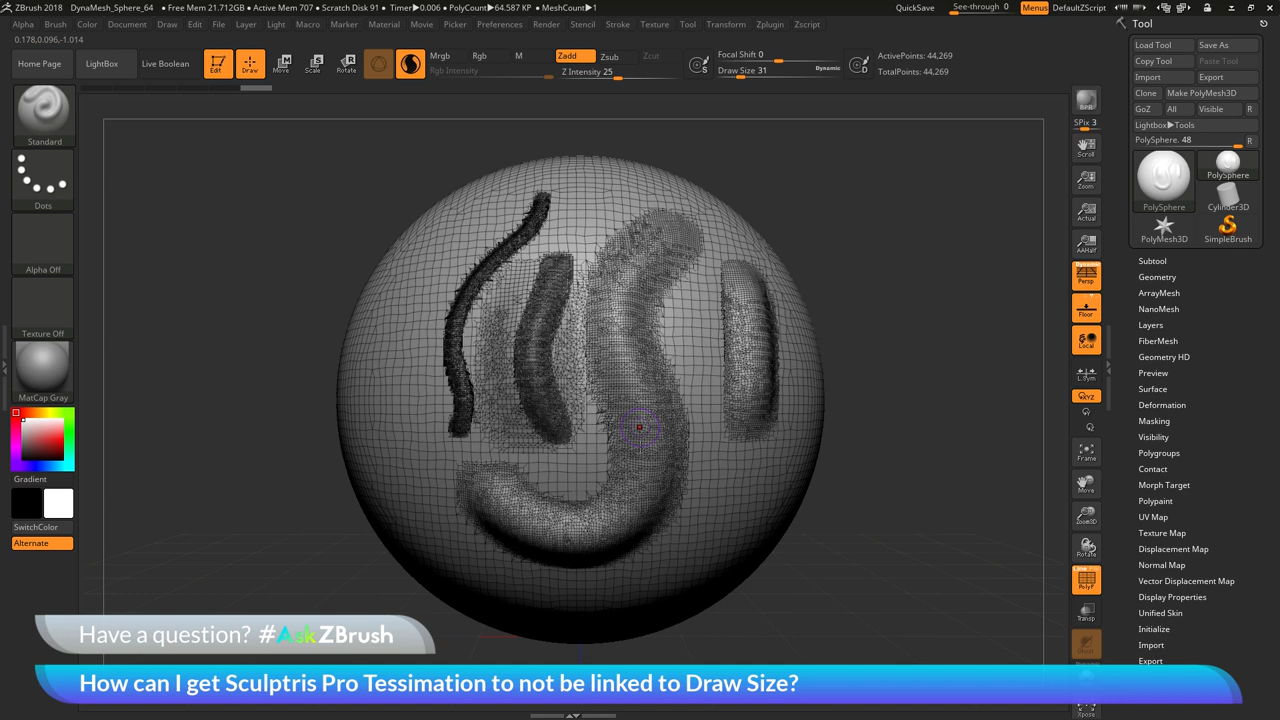 ZBrush 2018 DynaMesh_Sphere_64 • Free Mem 21.712GB • Active Mem 707 • Scratch Disk 91 • Timer▶0.006 • PolyCount▶64.587 KP • MeshCount▶1 QuickSave See-through 0 Menus DefaultZScript
Alpha Brush Color Document Draw Edit File Layer Light Macro Marker Material Movie Picker Preferences Render Stencil Stroke Texture Tool Transform Zplugin Zscript
0.178,0.096,-1.014
Home Page LightBox Live Boolean Edit Draw Move Scale Rotate
Mrgb Rgb M Zadd Zsub Zcut
Rgb Intensity Z Intensity 25
Focal Shift 0
Draw Size 31 Dynamic
S
D
ActivePoints: 44,269
TotalPoints: 44,269
Standard
Dots
Alpha Off
Texture Off
MatCap Gray
Gradient
SwitchColor
Alternate
BPR
SPix 3
Scroll
Zoom
Actual
AAHalf
Dynamic
Persp
Floor
Local
L.Sym
XYZ
Frame
Move
Zoom3D
Rotate
Line Fill
PolyF
Transp
Dynamic
Xpose
Tool
Load Tool Save As
Copy Tool Paste Tool
Import Export
Clone Make PolyMesh3D
GoZ All Visible R
Lightbox▶Tools
PolySphere. 48 R
PolySphere PolySphere
Cylinder3D
PolyMesh3D SimpleBrush
Subtool
Geometry
ArrayMesh
NanoMesh
Layers
FiberMesh
Geometry HD
Preview
Surface
Deformation
Masking
Visibility
Polygroups
Contact
Morph Target
Polypaint
UV Map
Texture Map
Displacement Map
Normal Map
Vector Displacement Map
Display Properties
Unified Skin
Initialize
Import
Export
Have a question? #AskZBrush
How can I get Sculptris Pro Tessimation to not be linked to Draw Size?